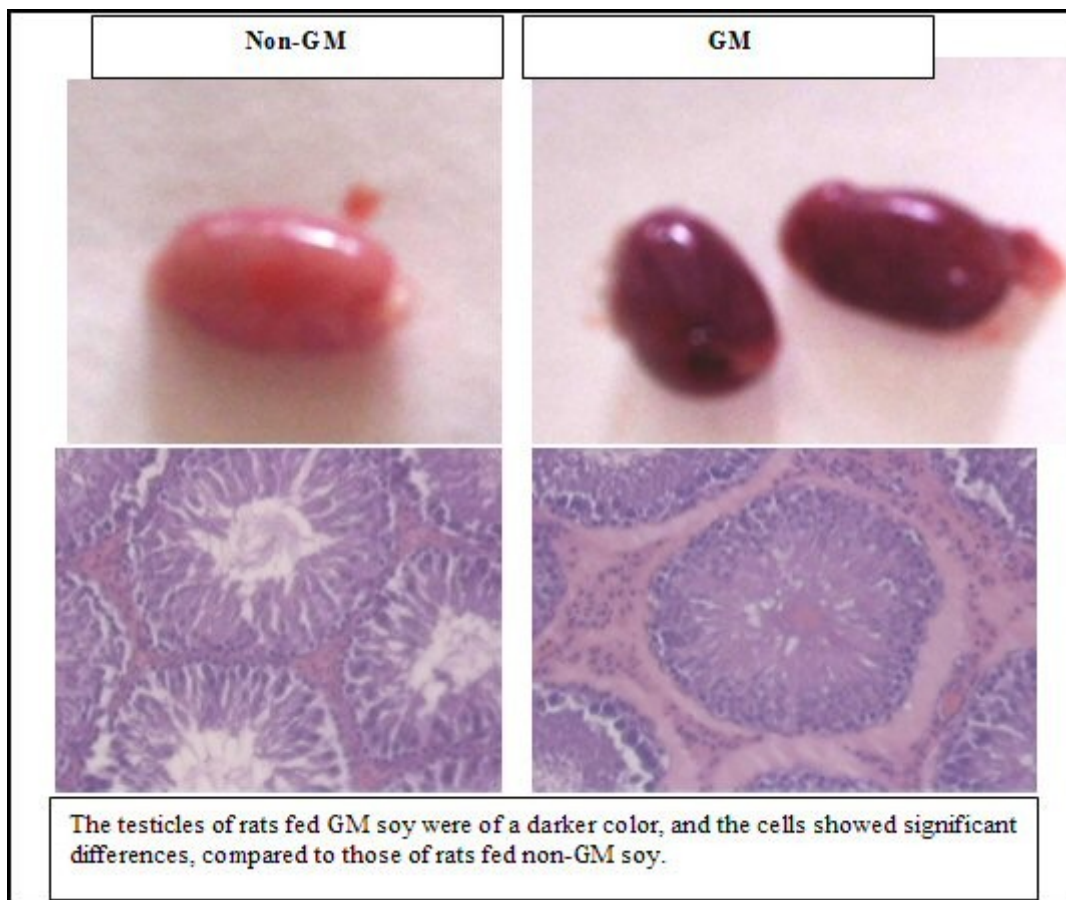 Non-GM
GM
The testicles of rats fed GM soy were of a darker color, and the cells showed significant
differences, compared to those of rats fed non-GM soy.